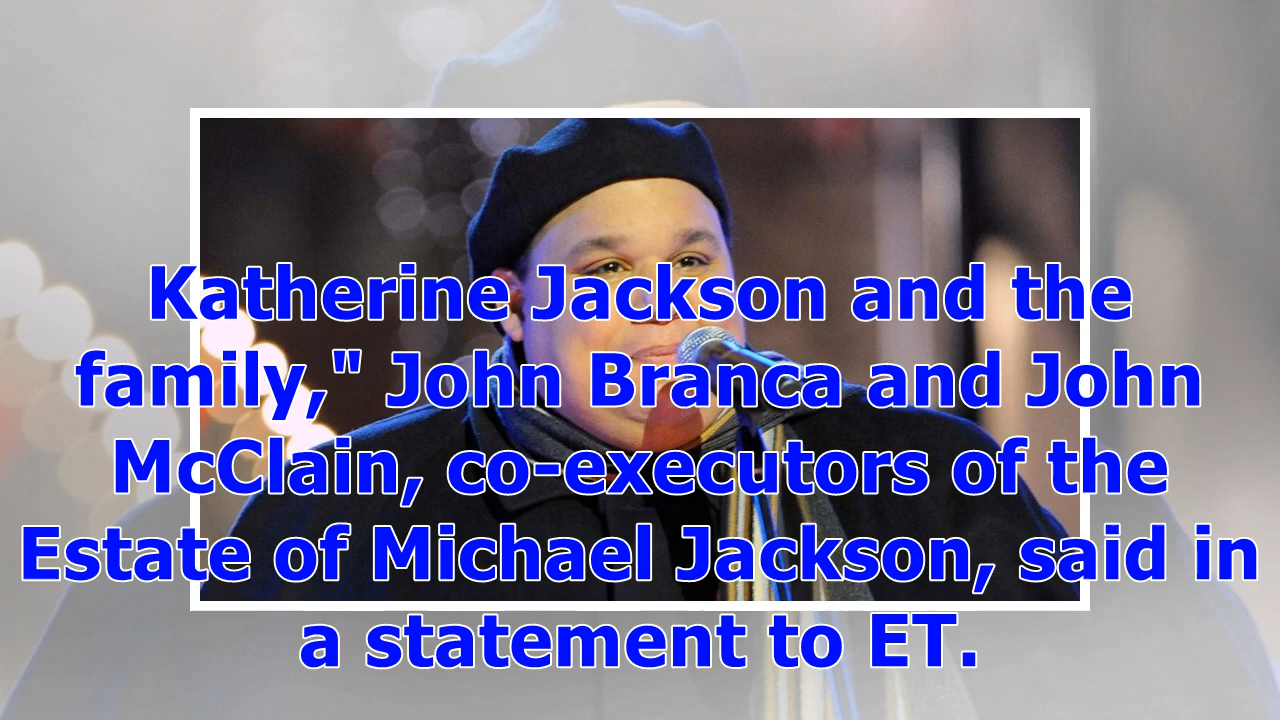 Katherine Jackson and the
family," John Branca and John
McClain, co-executors of the
Estate of Michael Jackson, said in
a statement to ET.